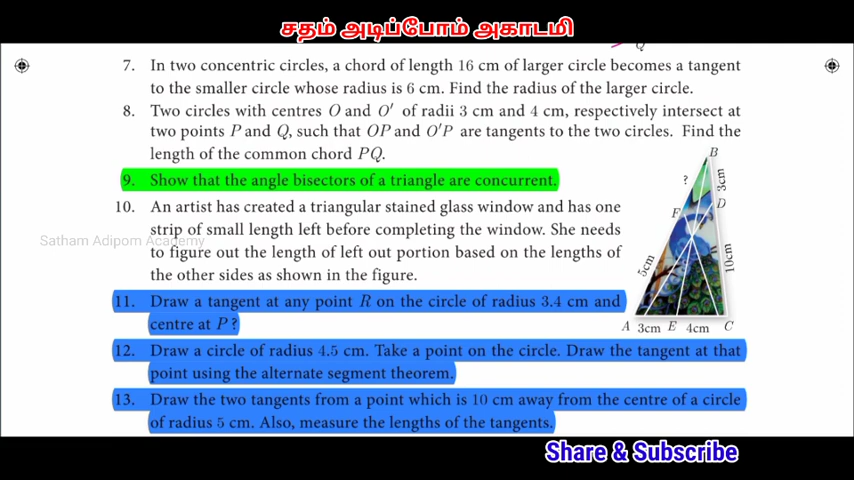 சதம் அடிப்போம் அகாடமி
Q
7. In two concentric circles, a chord of length 16 cm of larger circle becomes a tangent
to the smaller circle whose radius is 6 cm. Find the radius of the larger circle.
8. Two circles with centres O and O′ of radii 3 cm and 4 cm, respectively intersect at
two points P and Q, such that OP and O′P are tangents to the two circles. Find the
length of the common chord PQ.
9. Show that the angle bisectors of a triangle are concurrent.
10. An artist has created a triangular stained glass window and has one
strip of small length left before completing the window. She needs
to figure out the length of left out portion based on the lengths of
the other sides as shown in the figure.
11. Draw a tangent at any point R on the circle of radius 3.4 cm and
centre at P ?
12. Draw a circle of radius 4.5 cm. Take a point on the circle. Draw the tangent at that
point using the alternate segment theorem.
13. Draw the two tangents from a point which is 10 cm away from the centre of a circle
of radius 5 cm. Also, measure the lengths of the tangents.
B
? 3cm
F D
5cm 10cm
A 3cm E 4cm C
Satham Adipom Academy
Share & Subscribe